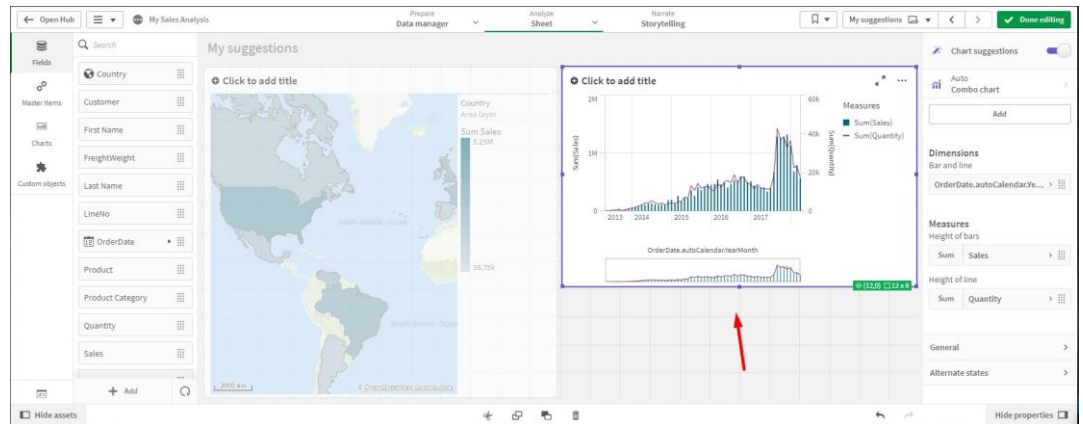 Open Hub
My Sales Analysis
Prepare
Data manager
Analyze
Sheet
Narrate
Storytelling
My suggestions
Done editing
Fields
Master Items
Charts
Custom objects
Search
Country
Customer
First Name
FreightWeight
Last Name
LineNo
OrderDate
Product
Product Category
Quantity
Sales
Add
My suggestions
Click to add title
Country
Area layer
Sum Sales
5.25M
35.75k
North Atlantic Ocean
South Atlantic Ocean
2000 km
© OpenStreetMap contributors
Click to add title
2M
1M
0
Sum(Sales)
60k
40k
20k
0
Sum(Quantity)
2013 2014 2015 2016 2017
OrderDate.autoCalendar.YearMonth
Measures
Sum(Sales)
Sum(Quantity)
(12,0) 12 x 8
Chart suggestions
Auto
Combo chart
Add
Dimensions
Bar and line
OrderDate.autoCalendar.Ye...
Measures
Height of bars
Sum Sales
Height of line
Sum Quantity
General
Alternate states
Hide assets
Hide properties